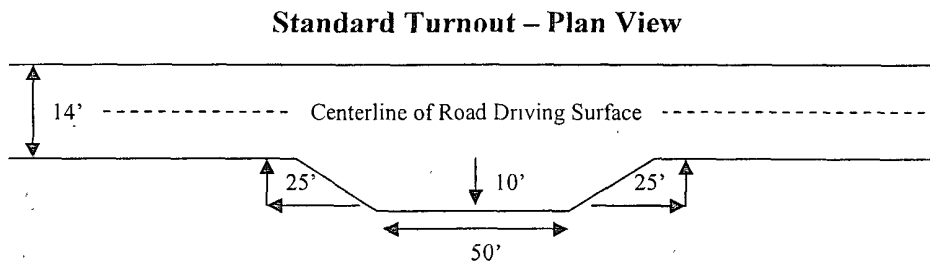 Standard Turnout – Plan View
14’
Centerline of Road Driving Surface
25’
10’
25’
50’